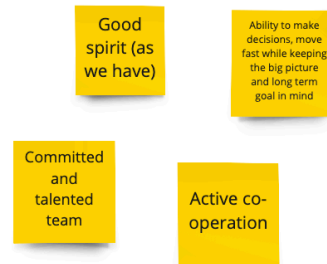 Good
spirit (as
we have)
Ability to make
decisions, move
fast while keeping
the big picture
and long term
goal in mind
Committed
and
talented
team
Active co-
operation